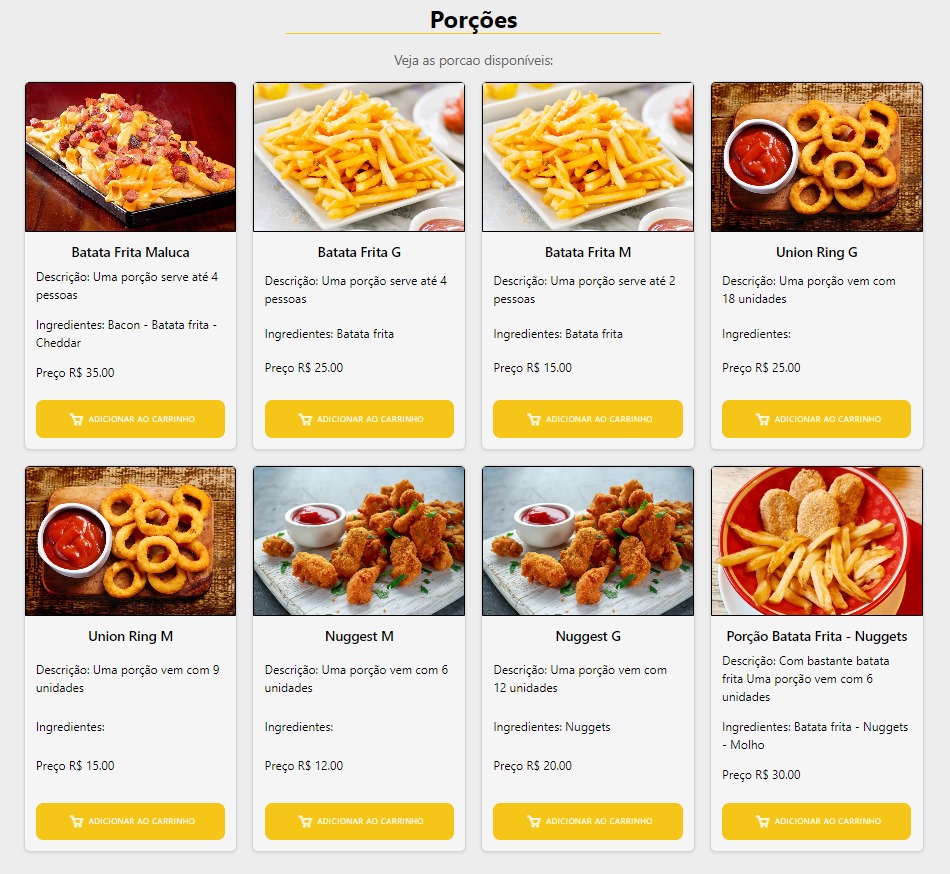 Porções
Veja as porcao disponíveis:
Batata Frita Maluca
Descrição: Uma porção serve até 4
pessoas
Ingredientes: Bacon - Batata frita -
Cheddar
Preço R$ 35.00
ADICIONAR AO CARRINHO
Batata Frita G
Descrição: Uma porção serve até 4
pessoas
Ingredientes: Batata frita
Preço R$ 25.00
ADICIONAR AO CARRINHO
Batata Frita M
Descrição: Uma porção serve até 2
pessoas
Ingredientes: Batata frita
Preço R$ 15.00
ADICIONAR AO CARRINHO
Union Ring G
Descrição: Uma porção vem com
18 unidades
Ingredientes:
Preço R$ 25.00
ADICIONAR AO CARRINHO
Union Ring M
Descrição: Uma porção vem com 9
unidades
Ingredientes:
Preço R$ 15.00
ADICIONAR AO CARRINHO
Nuggest M
Descrição: Uma porção vem com 6
unidades
Ingredientes:
Preço R$ 12.00
ADICIONAR AO CARRINHO
Nuggest G
Descrição: Uma porção vem com
12 unidades
Ingredientes: Nuggets
Preço R$ 20.00
ADICIONAR AO CARRINHO
Porção Batata Frita - Nuggets
Descrição: Com bastante batata
frita Uma porção vem com 6
unidades
Ingredientes: Batata frita - Nuggets
- Molho
Preço R$ 30.00
ADICIONAR AO CARRINHO